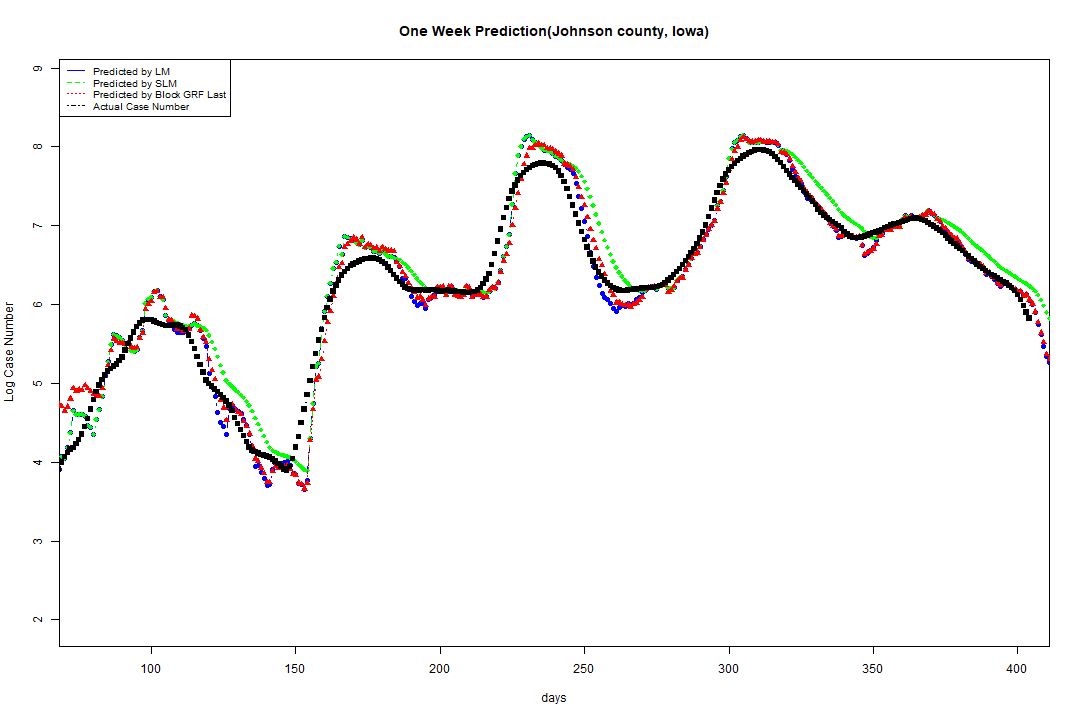 One Week Prediction(Johnson county, Iowa)
Predicted by LM
Predicted by SLM
Predicted by Block GRF Last
Actual Case Number
9
8
7
6
5
4
3
2
Log Case Number
100 150 200 250 300 350 400
days